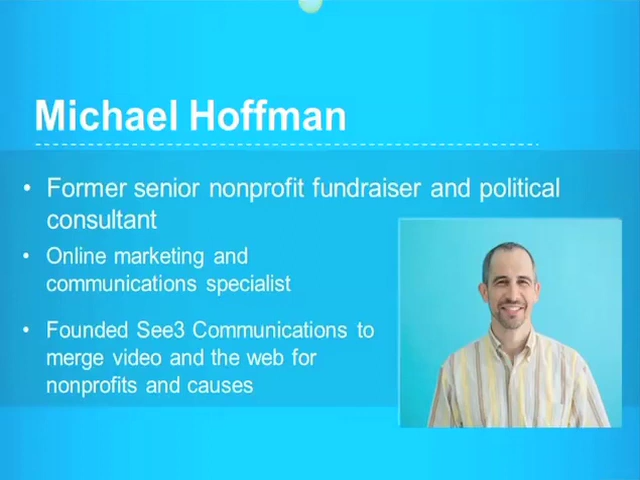 Michael Hoffman
• Former senior nonprofit fundraiser and political
consultant
• Online marketing and
communications specialist
• Founded See3 Communications to
merge video and the web for
nonprofits and causes